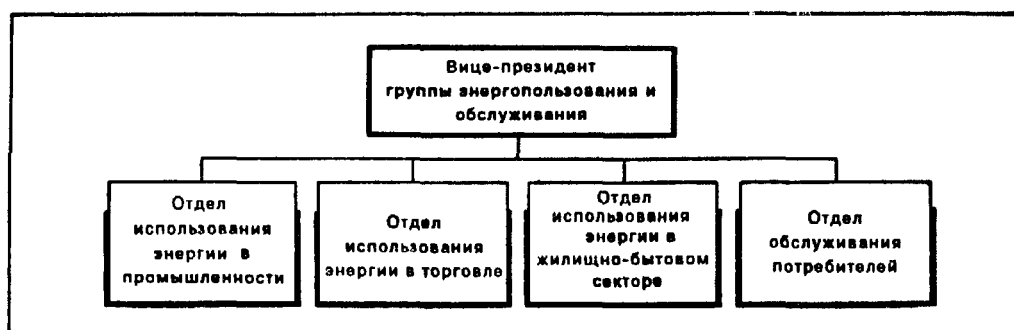 Вице-президент
группы энергопользования и
обслуживания
Отдел
использования
энергии в
промышленности
Отдел
использования
энергии в торговле
Отдел
использования
энергии в
жилищно-бытовом
секторе
Отдел
обслуживания
потребителей